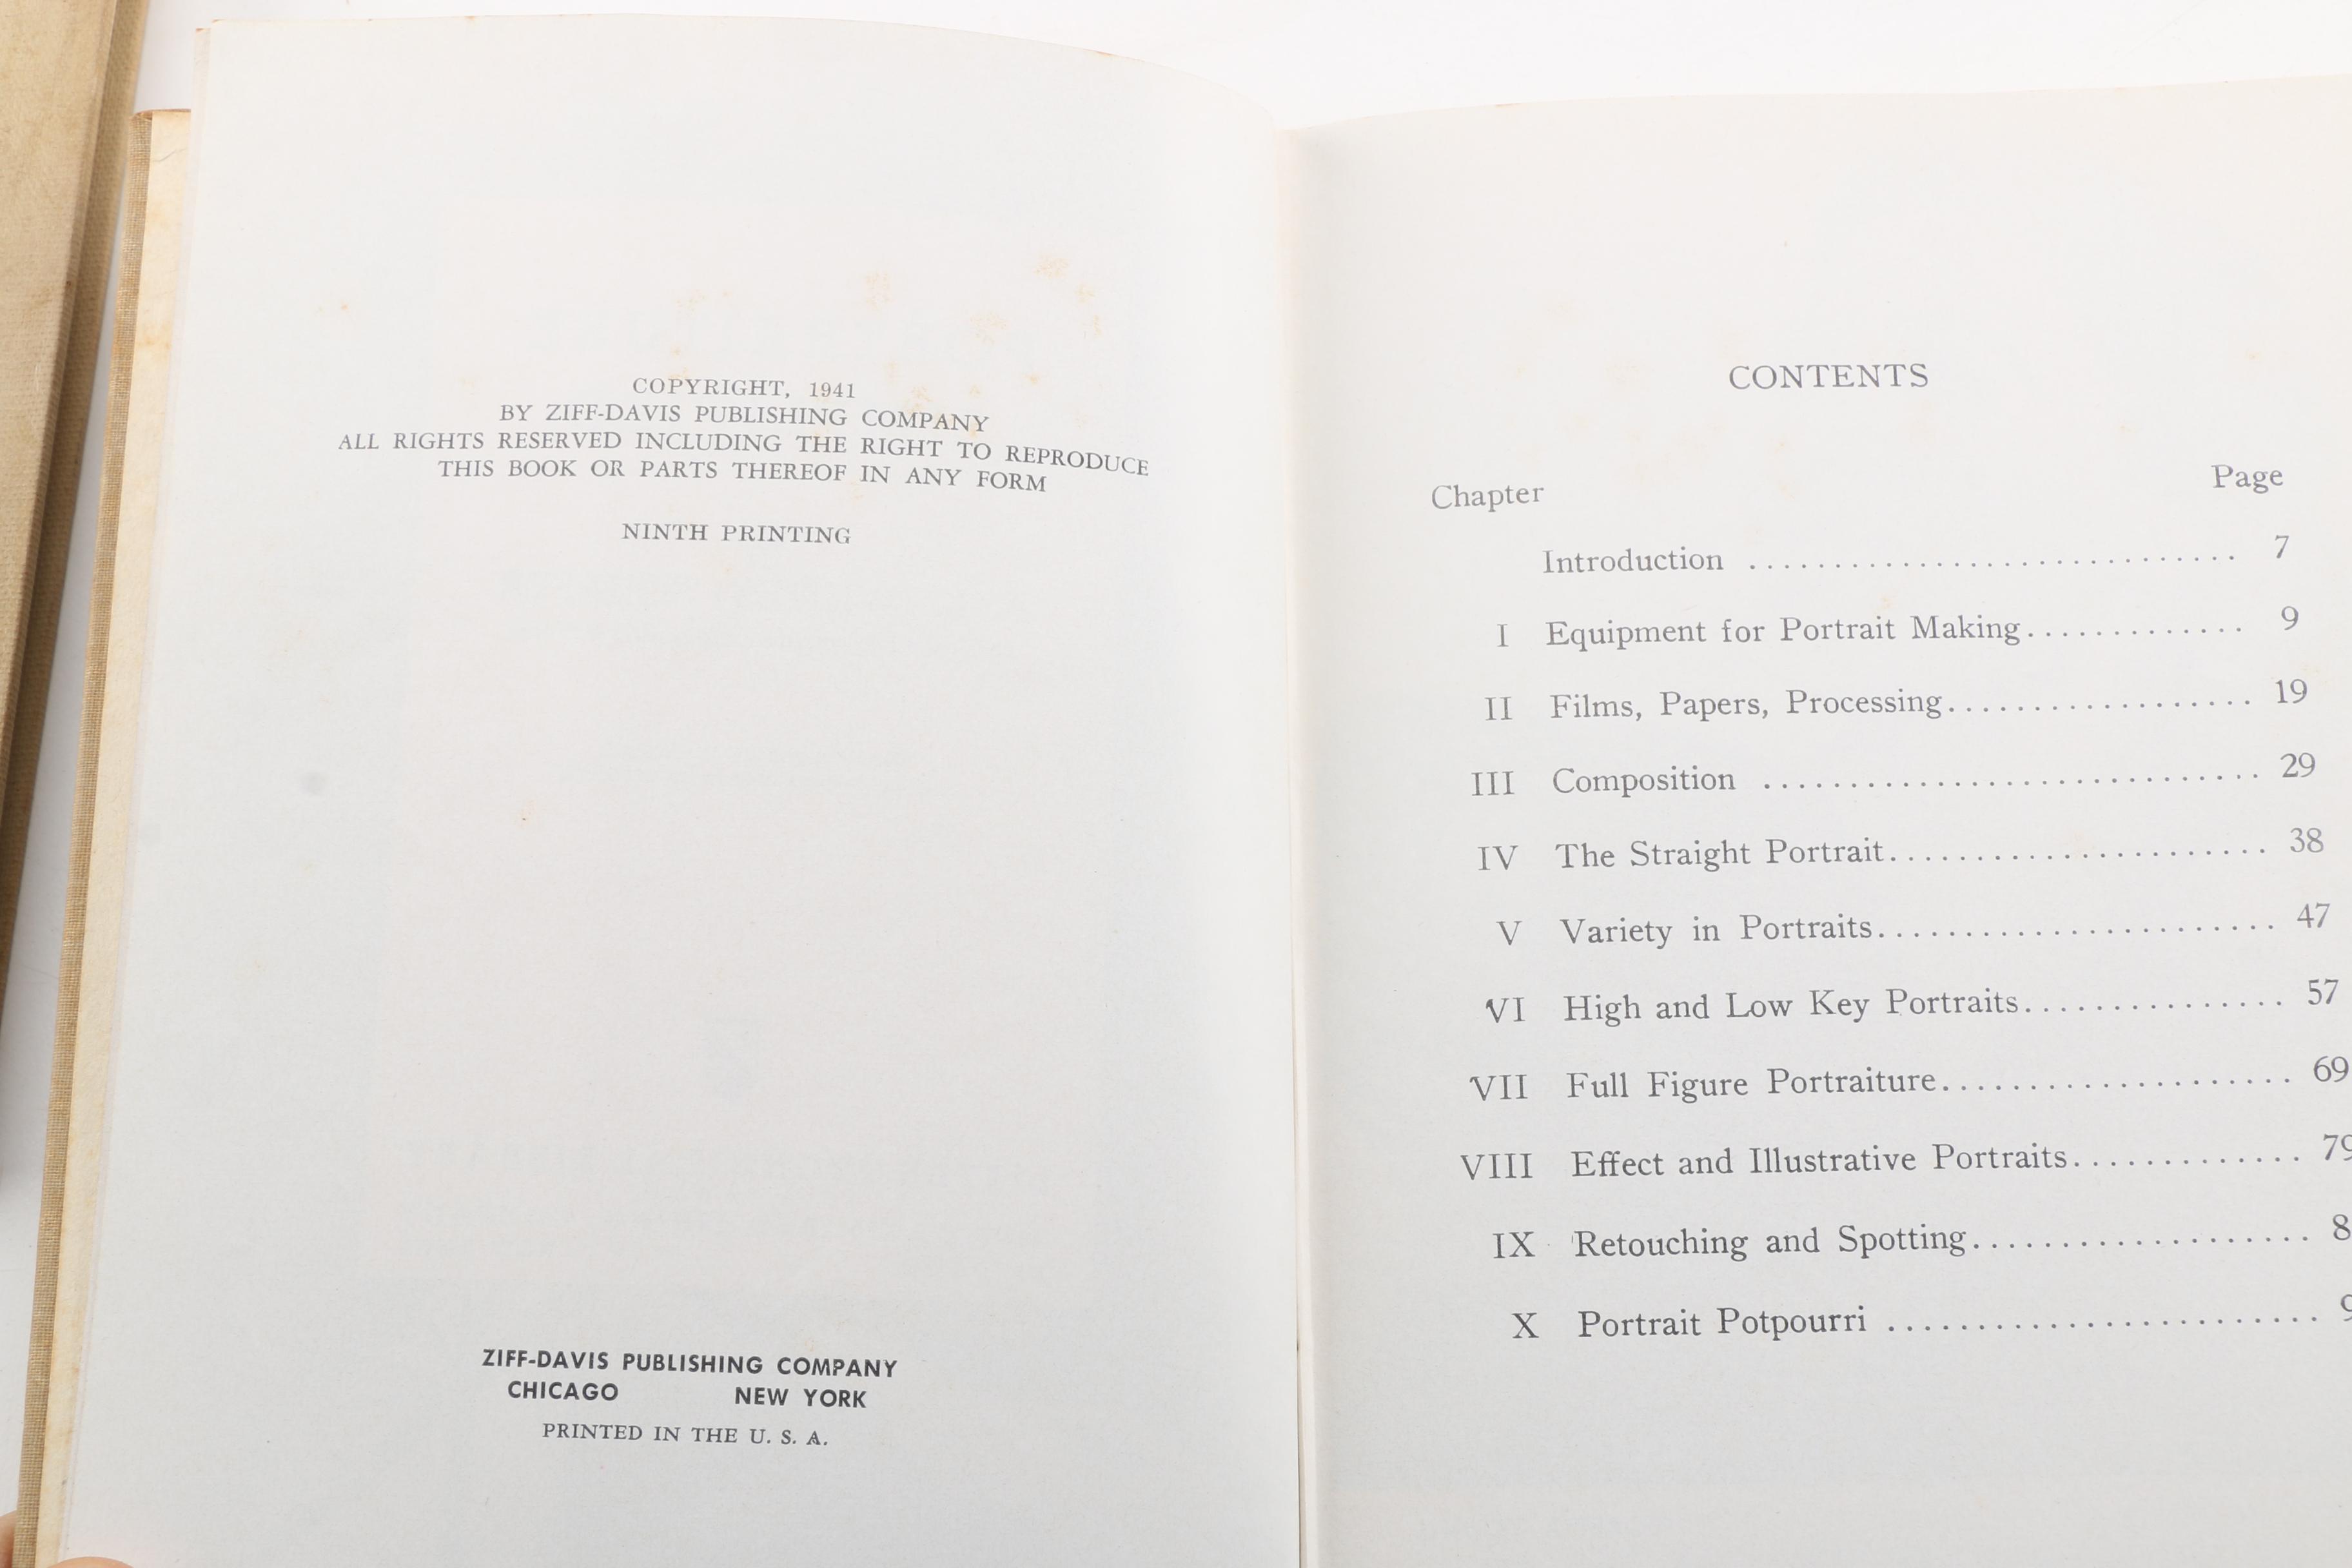 COPYRIGHT, 1941
BY ZIFF-DAVIS PUBLISHING COMPANY
ALL RIGHTS RESERVED INCLUDING THE RIGHT TO REPRODUCE
THIS BOOK OR PARTS THEREOF IN ANY FORM
NINTH PRINTING
ZIFF-DAVIS PUBLISHING COMPANY
CHICAGO NEW YORK
PRINTED IN THE U. S. A.
CONTENTS
Chapter Page
Introduction ............................. 7
I Equipment for Portrait Making............. 9
II Films, Papers, Processing.................. 19
III Composition ............................. 29
IV The Straight Portrait...................... 38
V Variety in Portraits....................... 47
VI High and Low Key Portraits............... 57
VII Full Figure Portraiture.................... 69
VIII Effect and Illustrative Portraits............. 79
IX Retouching and Spotting................... 8
X Portrait Potpourri ........................ 9